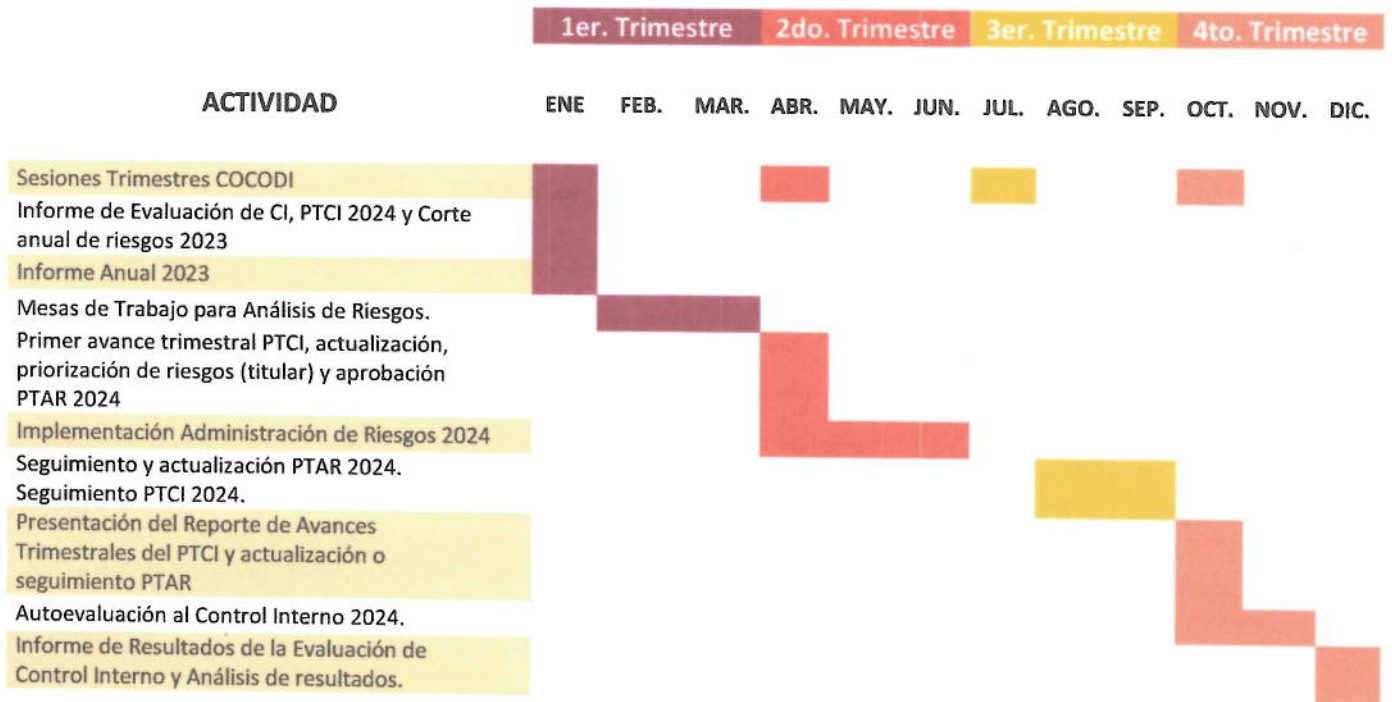 1er. Trimestre 2do. Trimestre 3er. Trimestre 4to. Trimestre
ACTIVIDAD ENE FEB. MAR. ABR. MAY. JUN. JUL. AGO. SEP. OCT. NOV. DIC.
Sesiones Trimestres COCODI
Informe de Evaluación de CI, PTCI 2024 y Corte
anual de riesgos 2023
Informe Anual 2023
Mesas de Trabajo para Análisis de Riesgos.
Primer avance trimestral PTCI, actualización,
priorización de riesgos (titular) y aprobación
PTAR 2024
Implementación Administración de Riesgos 2024
Seguimiento y actualización PTAR 2024.
Seguimiento PTCI 2024.
Presentación del Reporte de Avances
Trimestrales del PTCI y actualización o
seguimiento PTAR
Autoevaluación al Control Interno 2024.
Informe de Resultados de la Evaluación de
Control Interno y Análisis de resultados.